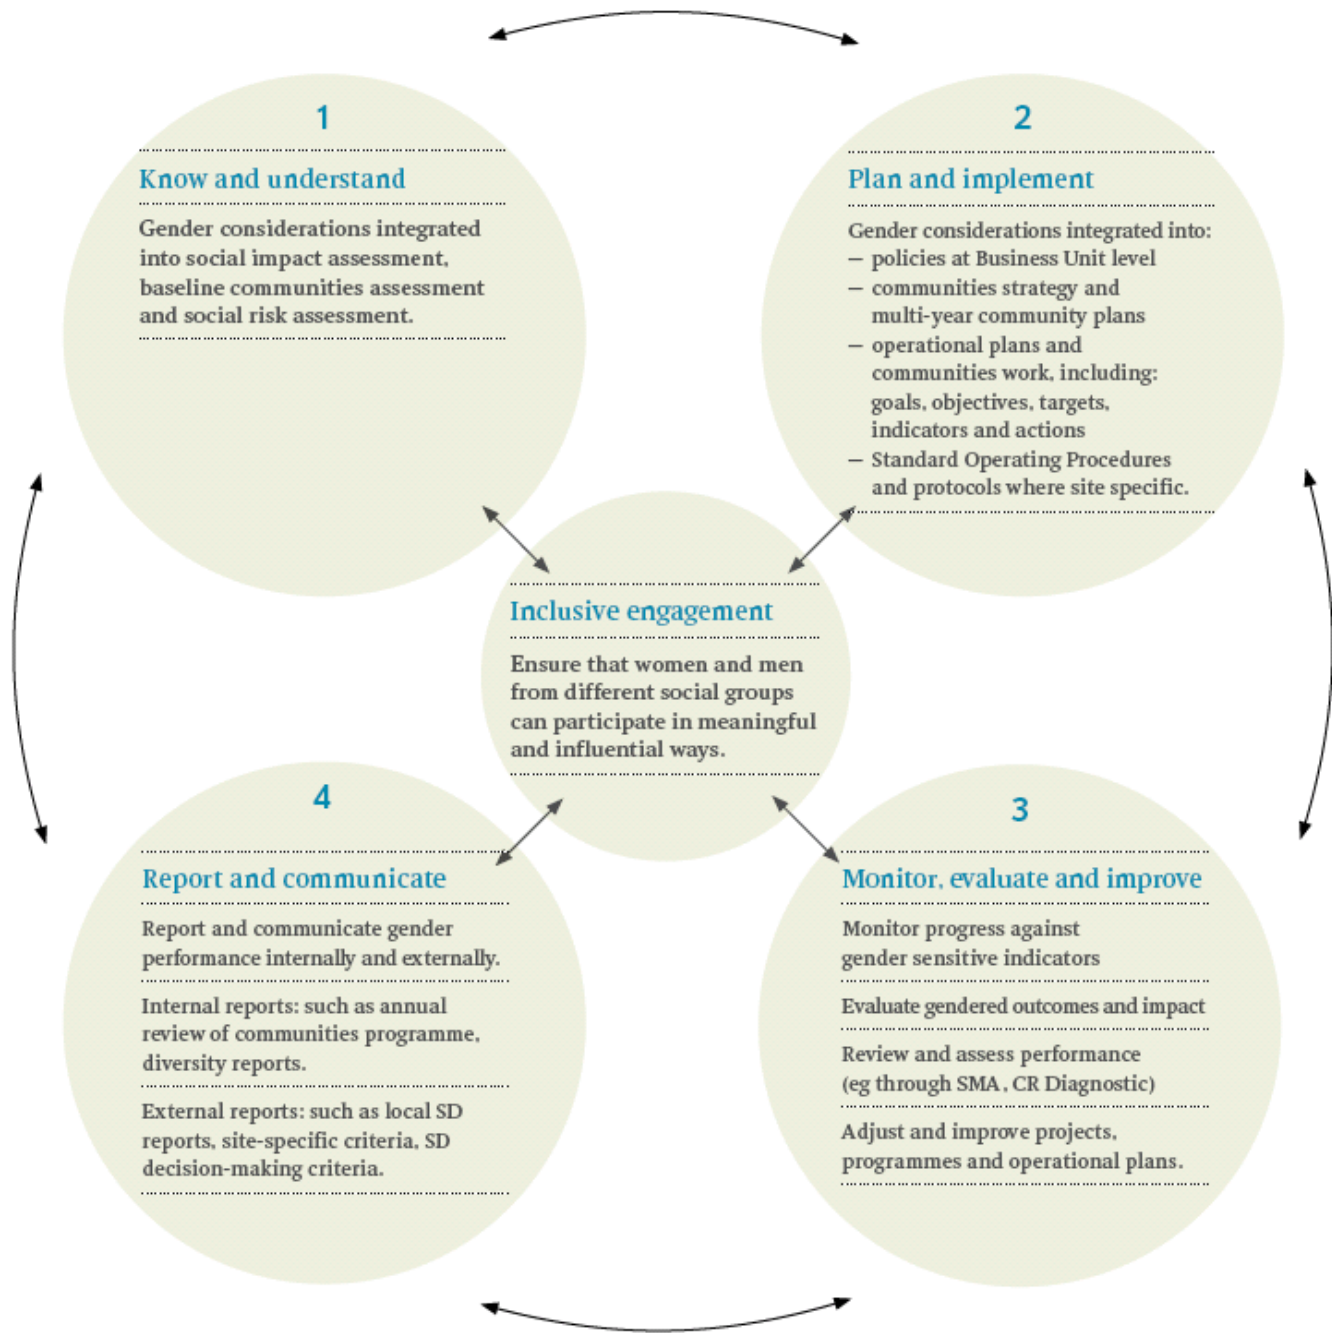 1
Know and understand
Gender considerations integrated
into social impact assessment,
baseline communities assessment
and social risk assessment.
2
Plan and implement
Gender considerations integrated into:
– policies at Business Unit level
– communities strategy and
multi-year community plans
– operational plans and
communities work, including:
goals, objectives, targets,
indicators and actions
– Standard Operating Procedures
and protocols where site specific.
Inclusive engagement
Ensure that women and men
from different social groups
can participate in meaningful
and influential ways.
4
Report and communicate
Report and communicate gender
performance internally and externally.
Internal reports: such as annual
review of communities programme,
diversity reports.
External reports: such as local SD
reports, site-specific criteria, SD
decision-making criteria.
3
Monitor, evaluate and improve
Monitor progress against
gender sensitive indicators
Evaluate gendered outcomes and impact
Review and assess performance
(eg through SMA, CR Diagnostic)
Adjust and improve projects,
programmes and operational plans.